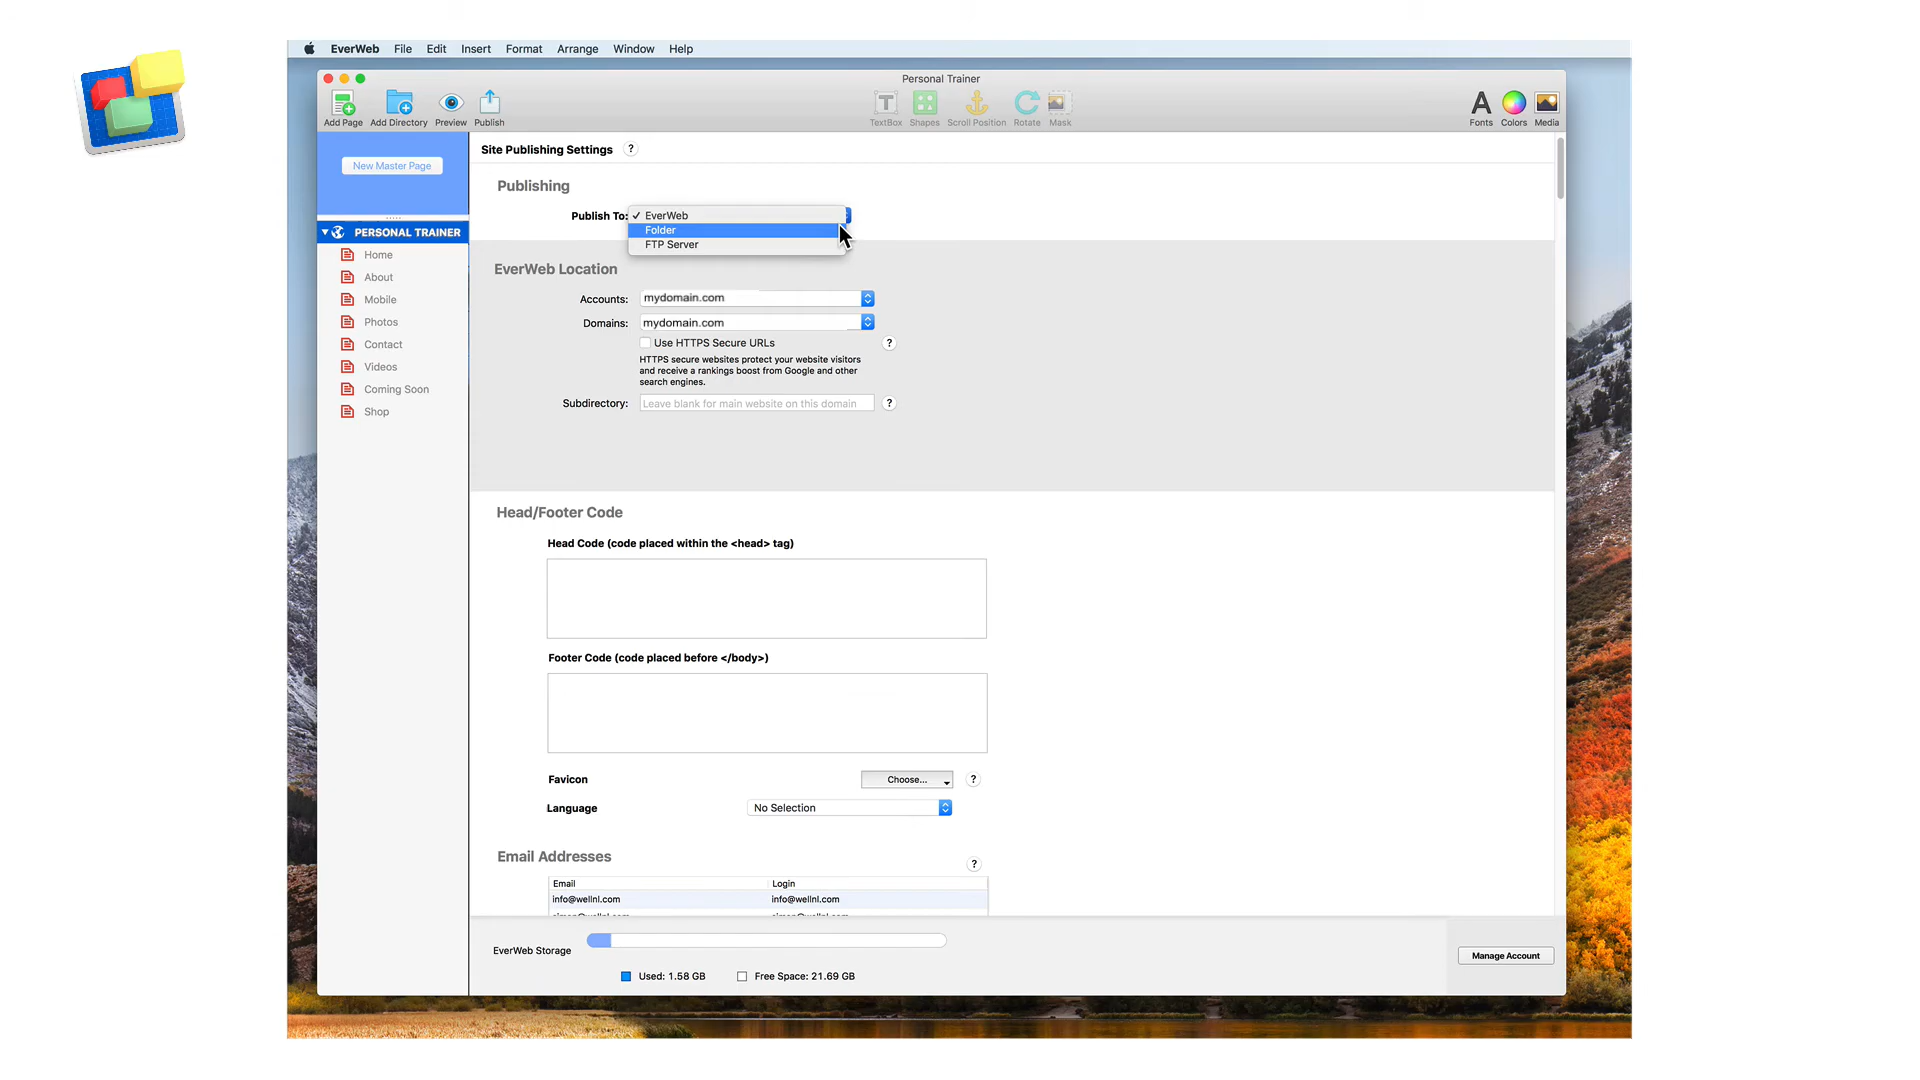 EverWeb File Edit Insert Format Arrange Window Help
Personal Trainer
Add Page Add Directory Preview Publish TextBox Shapes Scroll Position Rotate Mask Fonts Colors Media
New Master Page
PERSONAL TRAINER
Home
About
Mobile
Photos
Contact
Videos
Coming Soon
Shop
Site Publishing Settings ?
Publishing
Publish To: ✓ EverWeb
Folder
FTP Server
EverWeb Location
Accounts: mydomain.com
Domains: mydomain.com
Use HTTPS Secure URLs ?
HTTPS secure websites protect your website visitors
and receive a rankings boost from Google and other
search engines.
Subdirectory: Leave blank for main website on this domain ?
Head/Footer Code
Head Code (code placed within the <head> tag)
Footer Code (code placed before </body>)
Favicon Choose... ?
Language No Selection
Email Addresses ?
Email Login
info@wellnl.com info@wellnl.com
EverWeb Storage
Used: 1.58 GB Free Space: 21.69 GB
Manage Account